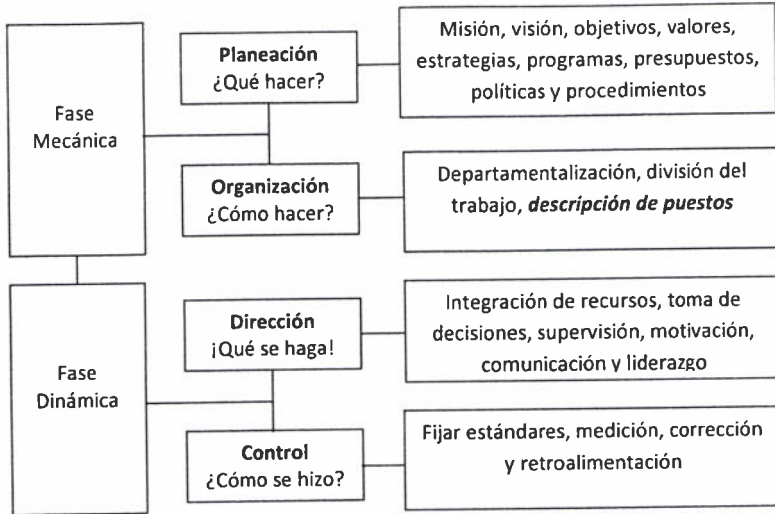 Fase
Mecánica
Planeación
¿Qué hacer?
Misión, visión, objetivos, valores,
estrategias, programas, presupuestos,
políticas y procedimientos
Organización
¿Cómo hacer?
Departamentalización, división del
trabajo, descripción de puestos
Fase
Dinámica
Dirección
¡Qué se haga!
Integración de recursos, toma de
decisiones, supervisión, motivación,
comunicación y liderazgo
Control
¿Cómo se hizo?
Fijar estándares, medición, corrección
y retroalimentación